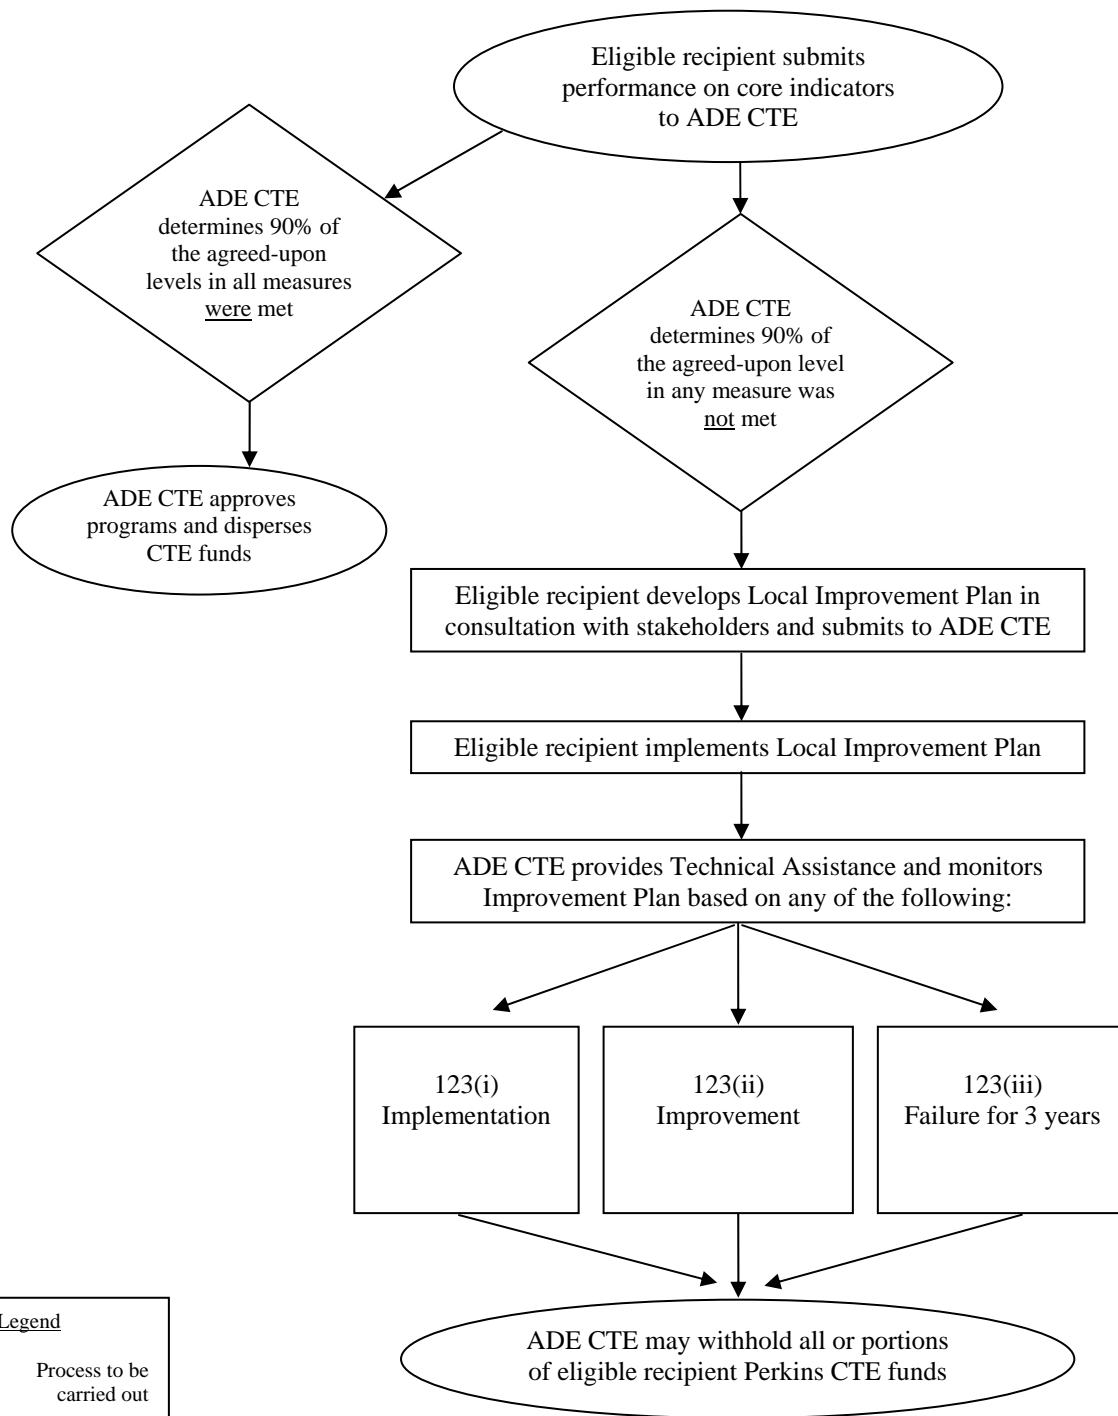 Eligible recipient submits
performance on core indicators
to ADE CTE
ADE CTE
determines 90% of
the agreed-upon
levels in all measures
were met
ADE CTE
determines 90% of
the agreed-upon level
in any measure was
not met
ADE CTE approves
programs and disperses
CTE funds
Eligible recipient develops Local Improvement Plan in
consultation with stakeholders and submits to ADE CTE
Eligible recipient implements Local Improvement Plan
ADE CTE provides Technical Assistance and monitors
Improvement Plan based on any of the following:
123(i)
Implementation
123(ii)
Improvement
123(iii)
Failure for 3 years
ADE CTE may withhold all or portions
of eligible recipient Perkins CTE funds
Legend
Process to be
carried out